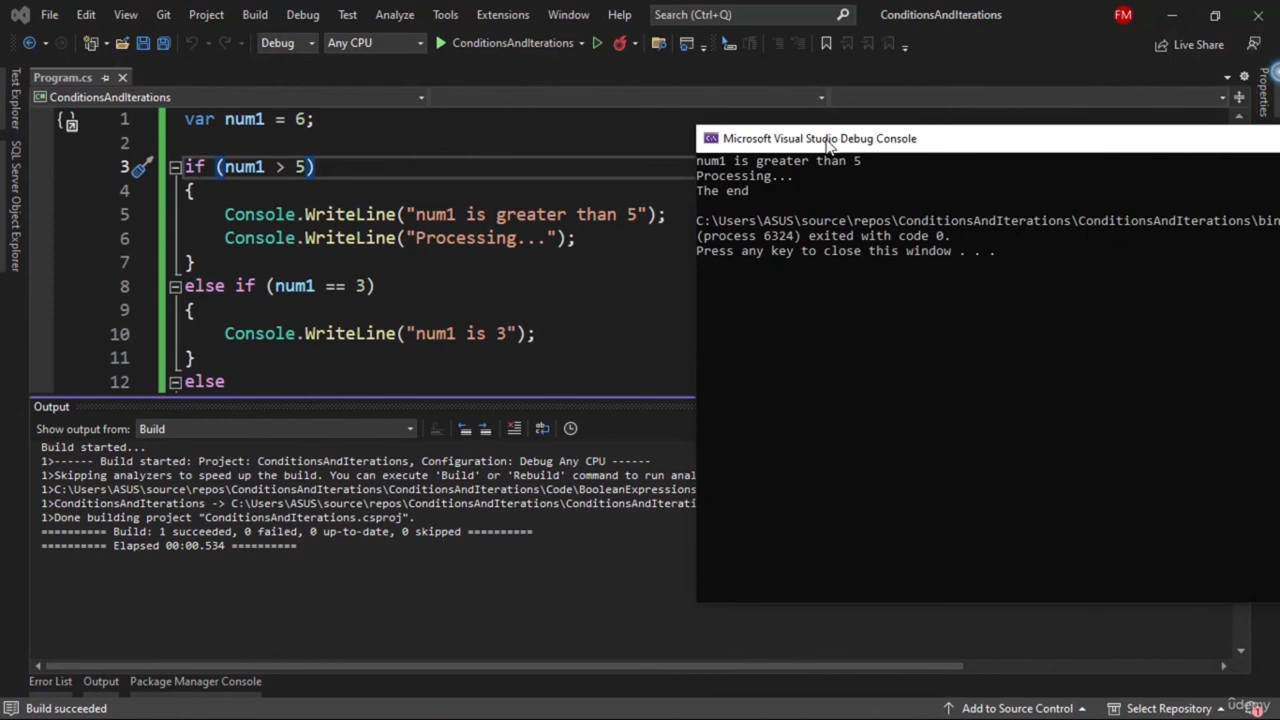 File Edit View Git Project Build Debug Test Analyze Tools Extensions Window Help Search (Ctrl+Q) ConditionsAndIterations FM
Debug Any CPU ConditionsAndIterations Live Share
Program.cs
ConditionsAndIterations
Test Explorer
SQL Server Object Explorer
Properties
1 var num1 = 6;
2
3 if (num1 > 5)
4 {
5 Console.WriteLine("num1 is greater than 5");
6 Console.WriteLine("Processing...");
7 }
8 else if (num1 == 3)
9 {
10 Console.WriteLine("num1 is 3");
11 }
12 else
Microsoft Visual Studio Debug Console
num1 is greater than 5
Processing...
The end
C:\Users\ASUS\source\repos\ConditionsAndIterations\ConditionsAndIterations\bin
(process 6324) exited with code 0.
Press any key to close this window . . .
Output
Show output from: Build
Build started...
1>------ Build started: Project: ConditionsAndIterations, Configuration: Debug Any CPU ------
1>Skipping analyzers to speed up the build. You can execute 'Build' or 'Rebuild' command to run anal
1>C:\Users\ASUS\source\repos\ConditionsAndIterations\ConditionsAndIterations\Code\BooleanExpressions
1>ConditionsAndIterations -> C:\Users\ASUS\source\repos\ConditionsAndIterations\ConditionsAndIterations
1>Done building project "ConditionsAndIterations.csproj".
========== Build: 1 succeeded, 0 failed, 0 up-to-date, 0 skipped ==========
========== Elapsed 00:00.534 ==========
Error List Output Package Manager Console
Build succeeded Add to Source Control Select Repository 1
udemy